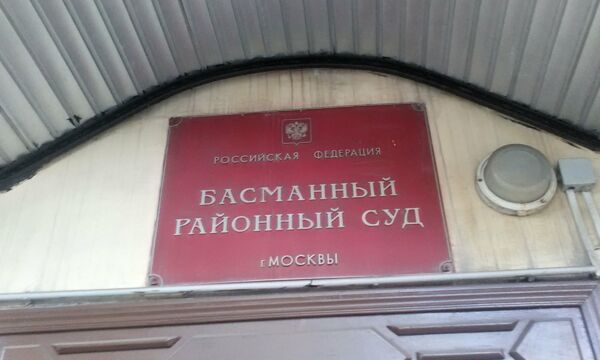 РОССИЙСКАЯ ФЕДЕРАЦИЯ
БАСМАННЫЙ
РАЙОННЫЙ СУД
г. МОСКВЫ